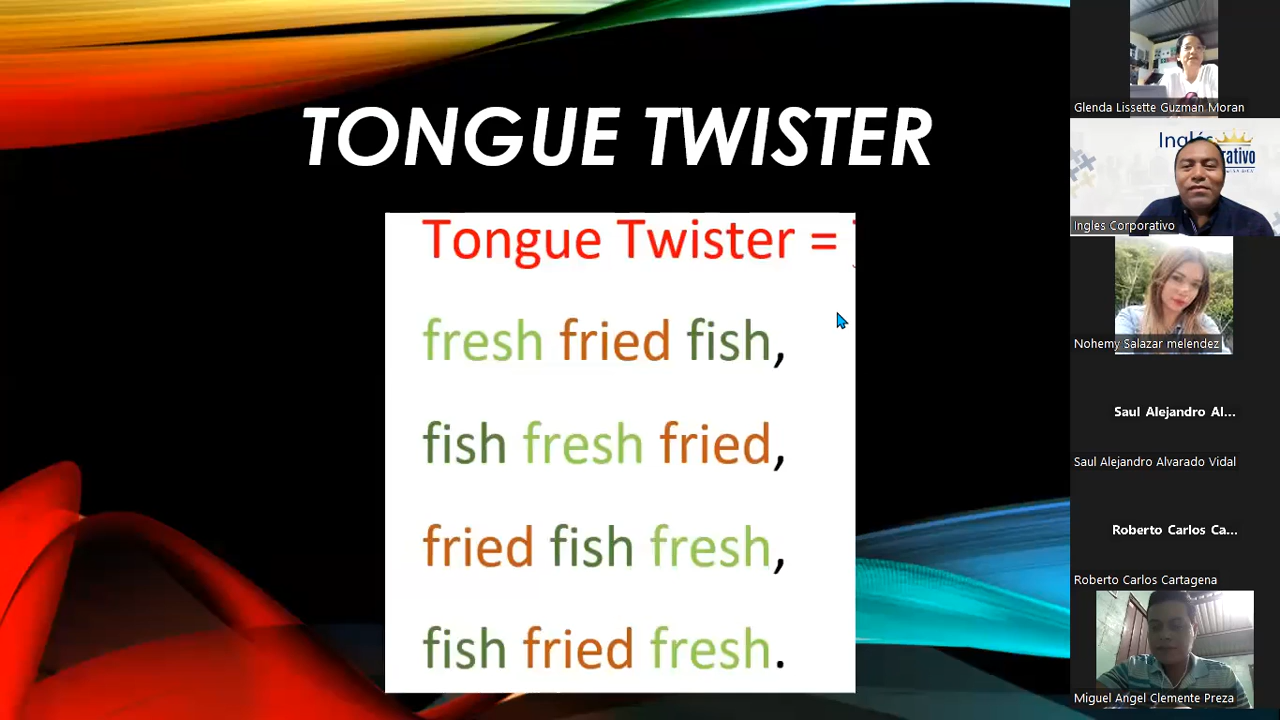 TONGUE TWISTER
Tongue Twister =
fresh fried fish,
fish fresh fried,
fried fish fresh,
fish fried fresh.
Glenda Lissette Guzman Moran
Ingles Corporativo
Nohemy Salazar melendez
Saul Alejandro Al...
Saul Alejandro Alvarado Vidal
Roberto Carlos Ca...
Roberto Carlos Cartagena
Miguel Angel Clemente Preza